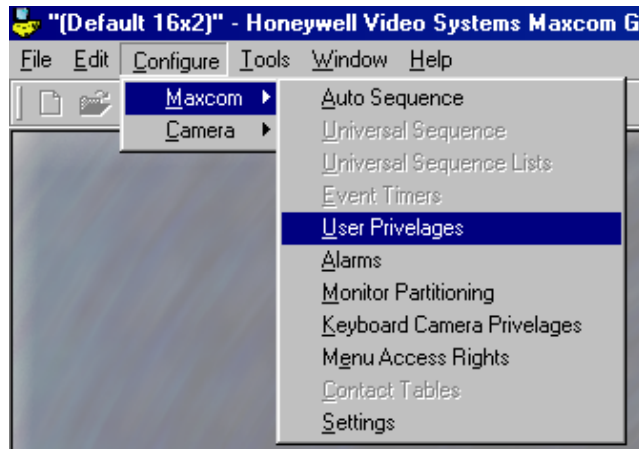 "(Default 16x2)" - Honeywell Video Systems Maxcom G
File Edit Configure Tools Window Help
Maxcom
Camera
Auto Sequence
Universal Sequence
Universal Sequence Lists
Event Timers
User Privelages
Alarms
Monitor Partitioning
Keyboard Camera Privelages
Menu Access Rights
Contact Tables
Settings